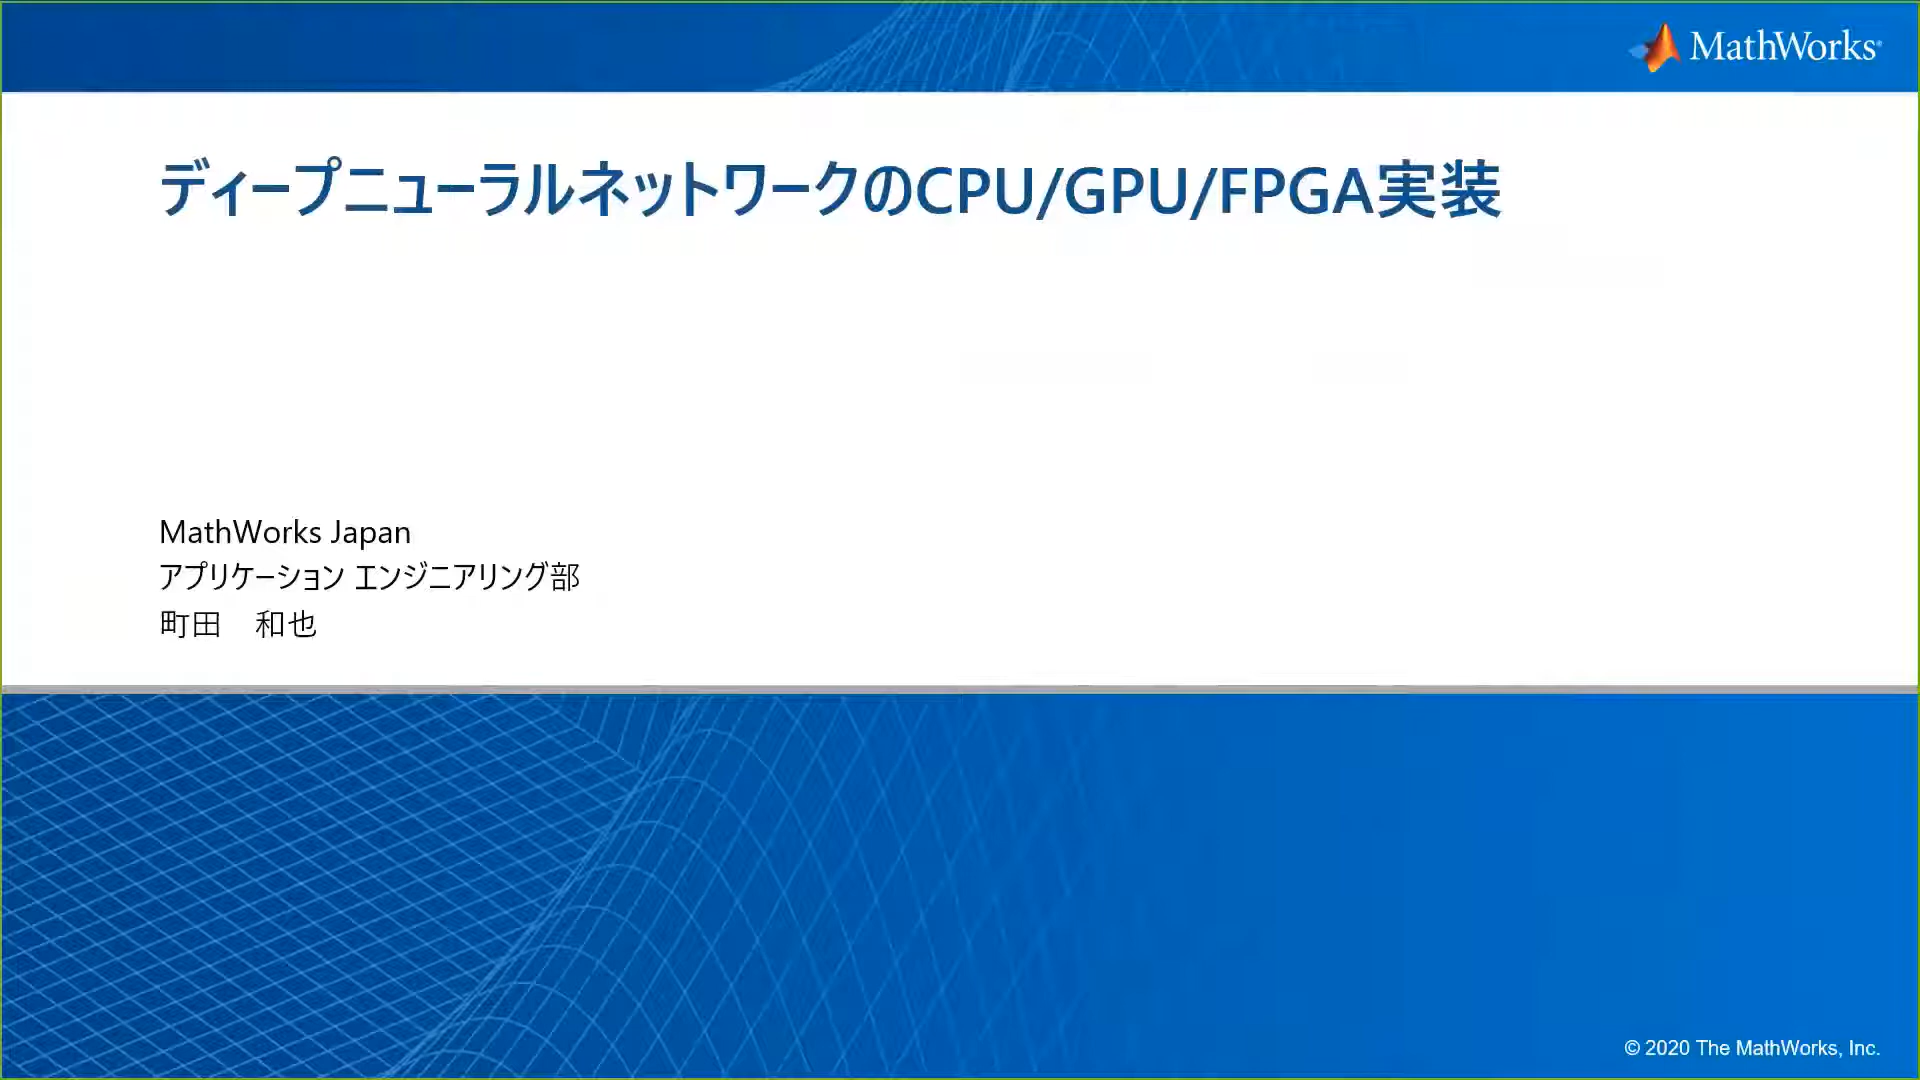 MathWorks®
ディープニューラルネットワークのCPU/GPU/FPGA実装
MathWorks Japan
アプリケーション エンジニアリング部
町田　和也
© 2020 The MathWorks, Inc.